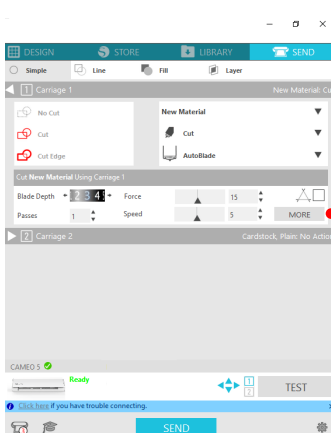 DESIGN STORE LIBRARY SEND
Simple Line Fill Layer
1 Carriage 1 New Material: Cu
No Cut New Material
Cut Cut
Cut Edge AutoBlade
Cut New Material Using Carriage 1
Blade Depth 2 3 4 Force 15
Passes 1 Speed 5 MORE
2 Carriage 2 Cardstock, Plain: No Action
CAMEO 5
Ready
1
2
TEST
Click here if you have trouble connecting.
SEND